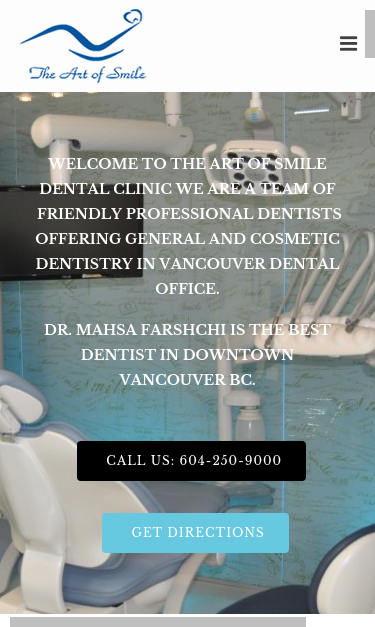 The Art of Smile
WELCOME TO THE ART OF SMILE
DENTAL CLINIC WE ARE A TEAM OF
FRIENDLY PROFESSIONAL DENTISTS
OFFERING GENERAL AND COSMETIC
DENTISTRY IN VANCOUVER DENTAL
OFFICE.
DR. MAHSA FARSHCHI IS THE BEST
DENTIST IN DOWNTOWN
VANCOUVER BC.
CALL US: 604-250-9000
GET DIRECTIONS